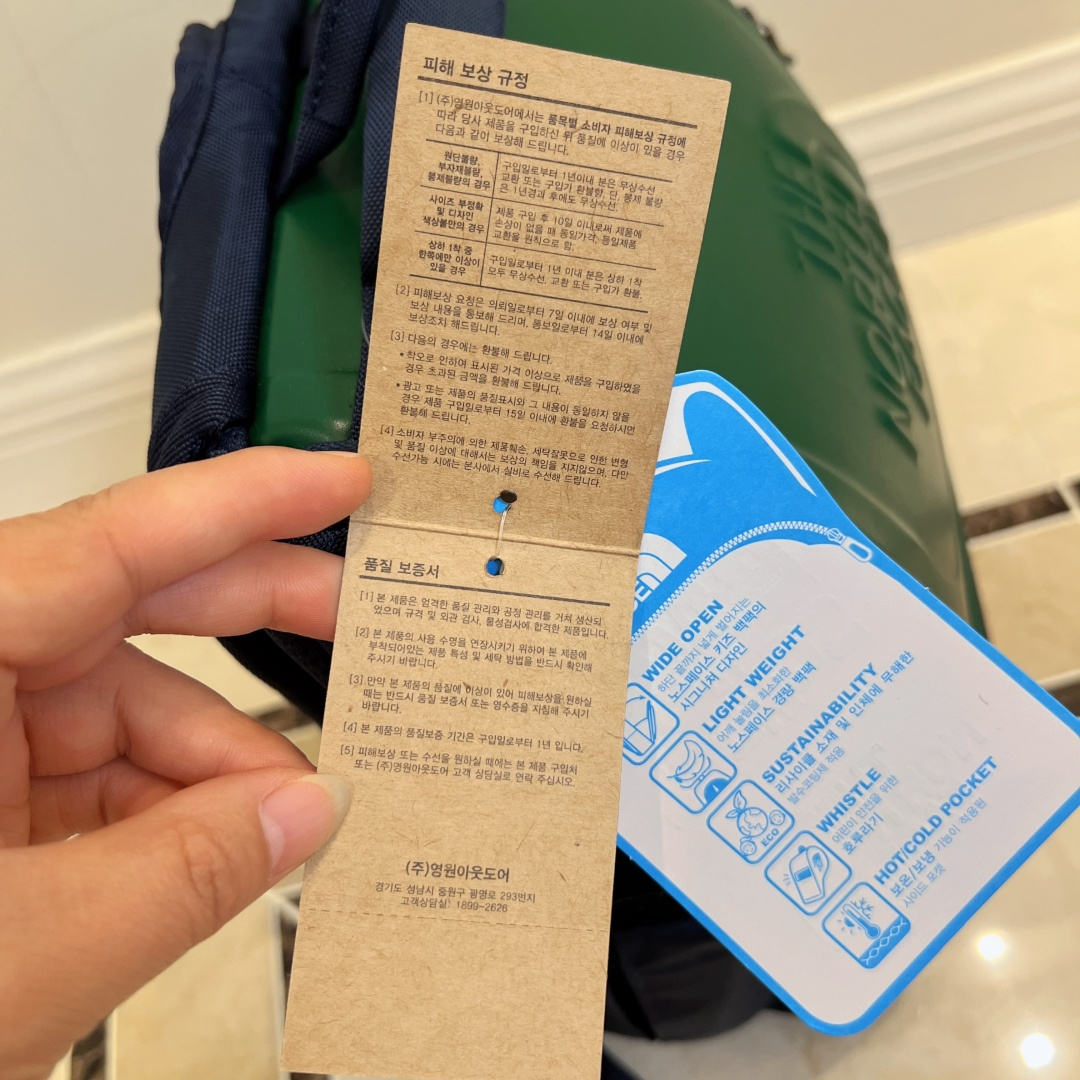 피해 보상 규정
[1] (주)영원아웃도어에서는 품목별 소비자 피해보상 규정에
따라 당사 제품을 구입하신 뒤 품질에 이상이 있을 경우
다음과 같이 보상해 드립니다.
원단불량,
부자재불량,
봉제불량의 경우
구입일로부터 1년이내 분은 무상수선
교환 또는 구입가 환불함. 단, 봉제 불량
은 1년경과 후에도 무상수선.
사이즈 부정확
및 디자인
색상불만의 경우
제품 구입 후 10일 이내로써 제품에
손상이 없을 때 동일가격, 동일제품
교환을 원칙으로 함.
상하 1착 중
한쪽에만 이상이
있을 경우
구입일로부터 1년 이내 분은 상하 1착
모두 무상수선, 교환 또는 구입가 환불.
[2] 피해보상 요청은 의뢰일로부터 7일 이내에 보상 여부 및
보상 내용을 통보해 드리며, 통보일로부터 14일 이내에
보상조치 해드립니다.
[3] 다음의 경우에는 환불해 드립니다.
• 착오로 인하여 표시된 가격 이상으로 제품을 구입하였을
경우 초과된 금액을 환불해 드립니다.
• 광고 또는 제품의 품질표시와 그 내용이 동일하지 않을
경우 제품 구입일로부터 15일 이내에 환불을 요청하시면
환불해 드립니다.
[4] 소비자 부주의에 의한 제품훼손, 세탁잘못으로 인한 변형
및 품질 이상에 대해서는 보상의 책임을 지지않으며, 다만
수선가능 시에는 본사에서 실비로 수선해 드립니다.
품질 보증서
[1] 본 제품은 엄격한 품질 관리와 공정 관리를 거쳐 생산되
었으며 규격 및 외관 검사, 물성검사에 합격한 제품입니다.
[2] 본 제품의 사용 수명을 연장시키기 위하여 본 제품에
부착되어있는 제품 특성 및 세탁 방법을 반드시 확인해
주시기 바랍니다.
[3] 만약 본 제품의 품질에 이상이 있어 피해보상을 원하실
때는 반드시 품질 보증서 또는 영수증을 지참해 주시기
바랍니다.
[4] 본 제품의 품질보증 기간은 구입일로부터 1년 입니다.
[5] 피해보상 또는 수선을 원하실 때에는 본 제품 구입처
또는 (주)영원아웃도어 고객 상담실로 연락 주십시오.
(주)영원아웃도어
경기도 성남시 중원구 광명로 293번지
고객상담실: 1899-2626
WIDE OPEN
하단 끝까지 넓게 벌어지는
노스페이스 키즈 백팩의
시그니처 디자인
LIGHT WEIGHT
어깨 눌림을 최소화한
노스페이스 경량 백팩
SUSTAINABILITY
리사이클 소재 및 인체에 무해한
발수코팅제 적용
ECO
WHISTLE
어린이 안전을 위한
호루라기
HOT/COLD POCKET
보온/보냉 기능이 적용된
사이드 포켓
THE